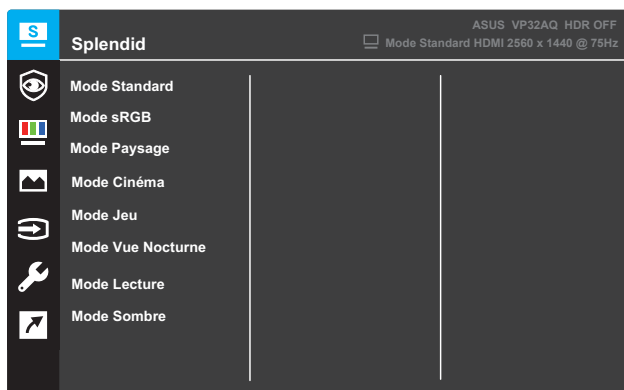 S
ASUS VP32AQ HDR OFF
Splendid
Mode Standard HDMI 2560 x 1440 @ 75Hz
Mode Standard
Mode sRGB
Mode Paysage
Mode Cinéma
Mode Jeu
Mode Vue Nocturne
Mode Lecture
Mode Sombre